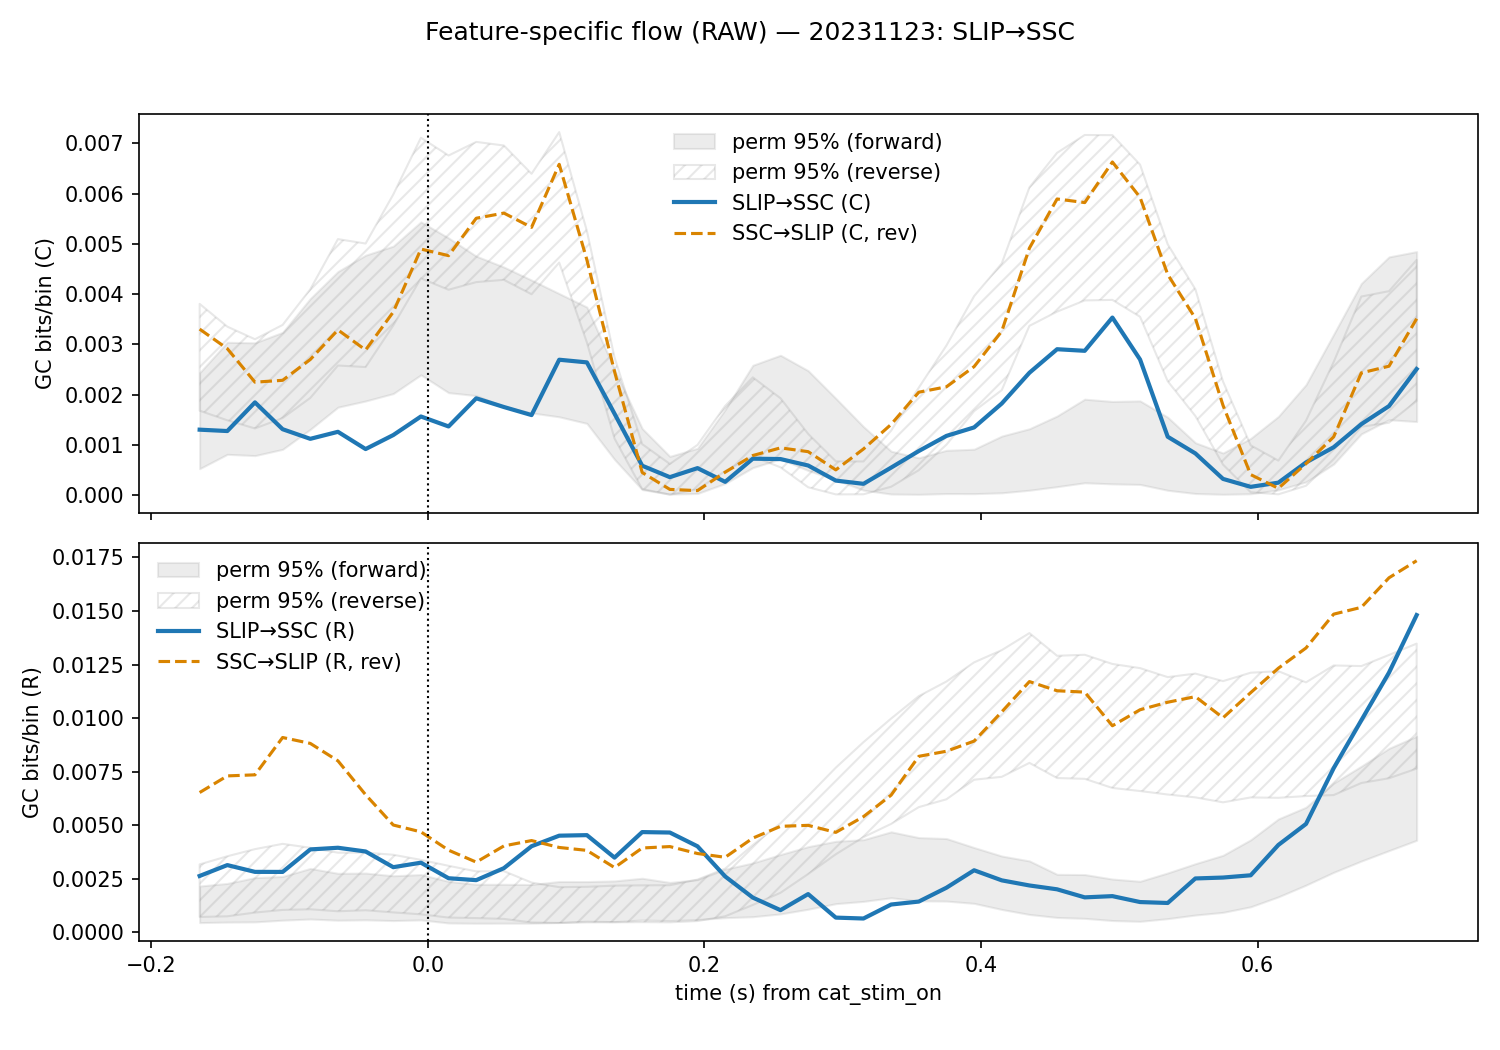 Feature-specific flow (RAW) — 20231123: SLIP→SSC
GC bits/bin (C)
0.007
0.006
0.005
0.004
0.003
0.002
0.001
0.000
perm 95% (forward)
perm 95% (reverse)
SLIP→SSC (C)
SSC→SLIP (C, rev)
GC bits/bin (R)
0.0175
0.0150
0.0125
0.0100
0.0075
0.0050
0.0025
0.0000
perm 95% (forward)
perm 95% (reverse)
SLIP→SSC (R)
SSC→SLIP (R, rev)
−0.2
0.0
0.2
0.4
0.6
time (s) from cat_stim_on